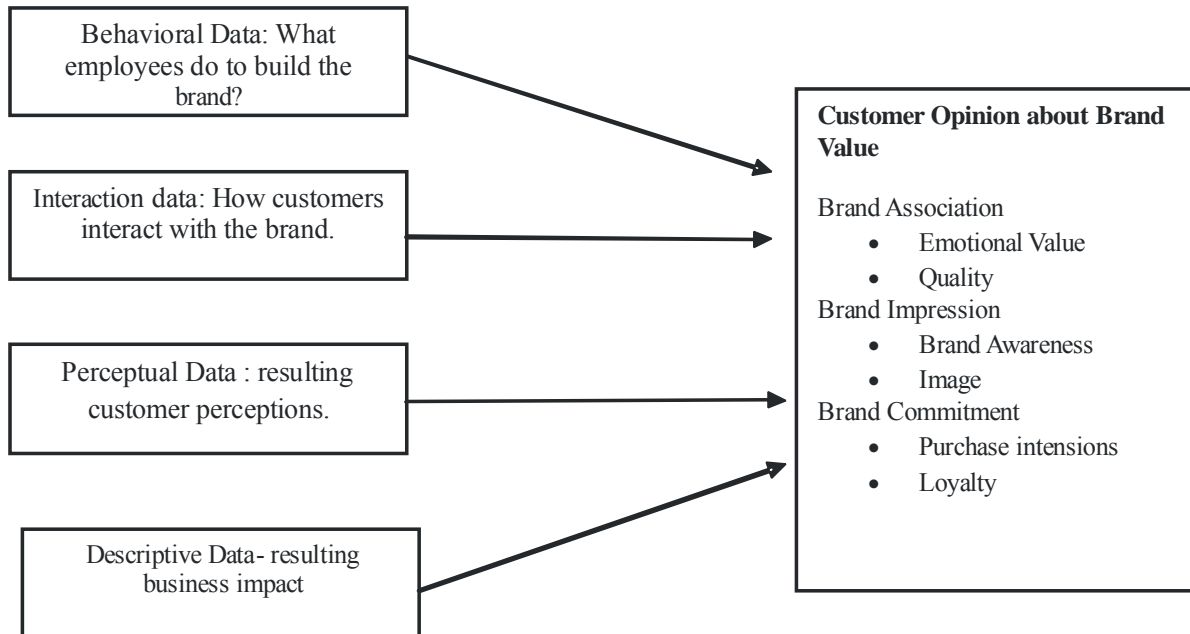 Behavioral Data: What
employees do to build the
brand?
Interaction data: How customers
interact with the brand.
Perceptual Data : resulting
customer perceptions.
Descriptive Data- resulting
business impact
Customer Opinion about Brand
Value
Brand Association
• Emotional Value
• Quality
Brand Impression
• Brand Awareness
• Image
Brand Commitment
• Purchase intensions
• Loyalty